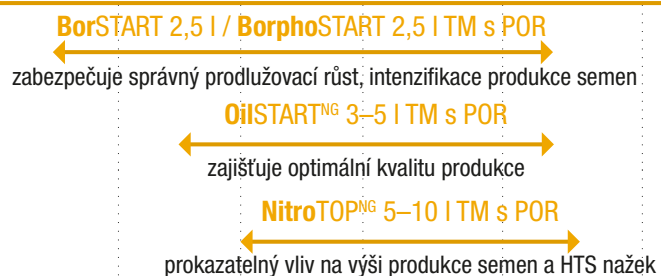 BorSTART 2,5 l / BorphoSTART 2,5 l TM s POR
zabezpečuje správný prodlužovací růst, intenzifikace produkce semen
OilSTARTᴺᴳ 3–5 l TM s POR
zajišťuje optimální kvalitu produkce
NitroTOPᴺᴳ 5–10 l TM s POR
prokazatelný vliv na výši produkce semen a HTS nažek